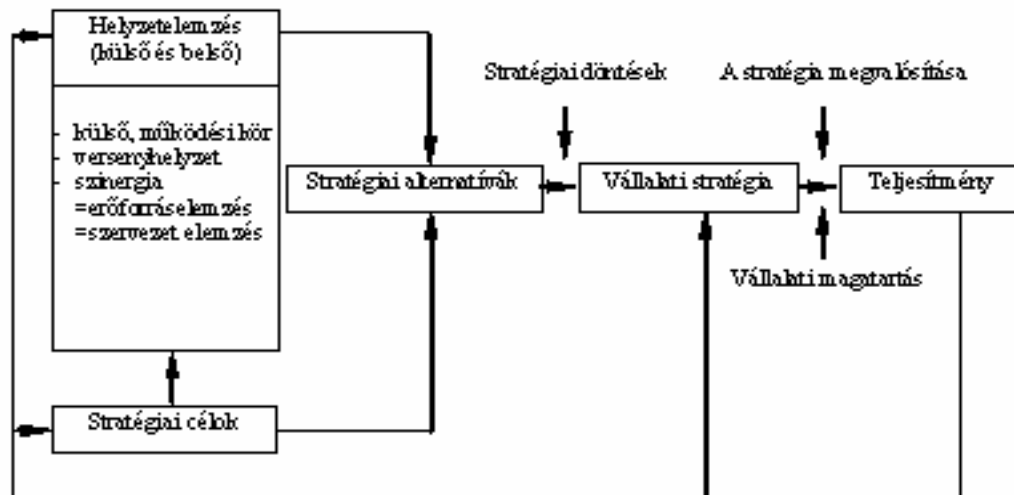 Helyzetelemzés
(külső és belső)
- külső, működési kör
- versenyhelyzet
- szinergia
=erőforráselemzés
=szervezet elemzés
Stratégiai célok
Stratégiai alternatívák
Stratégiai döntések
Vállalati stratégia
A stratégia megvalósítása
Teljesítmény
Vállalati magatartás